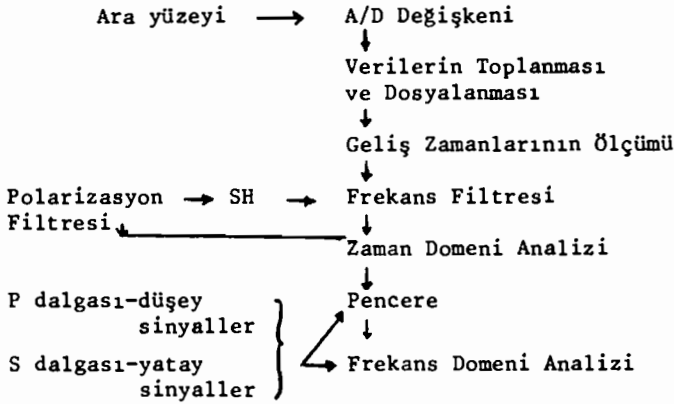 Ara yüzeyi → A/D Değişkeni
↓
Verilerin Toplanması
ve Dosyalanması
↓
Geliş Zamanlarının Ölçümü
↓
Polarizasyon → SH → Frekans Filtresi
Filtresi
↓
Zaman Domeni Analizi
↓
P dalgası-düşey Pencere
sinyaller
↓
S dalgası-yatay → Frekans Domeni Analizi
sinyaller